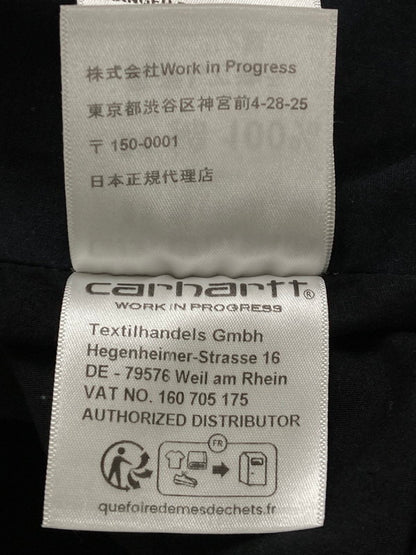 株式会社Work in Progress
東京都渋谷区神宮前4-28-25
〒 150-0001
日本正規代理店
carhartt®
WORK IN PROGRESS
Textilhandels Gmbh
Hegenheimer-Strasse 16
DE - 79576 Weil am Rhein
VAT NO. 160 705 175
AUTHORIZED DISTRIBUTOR
FR
quefairedemesdechets.fr